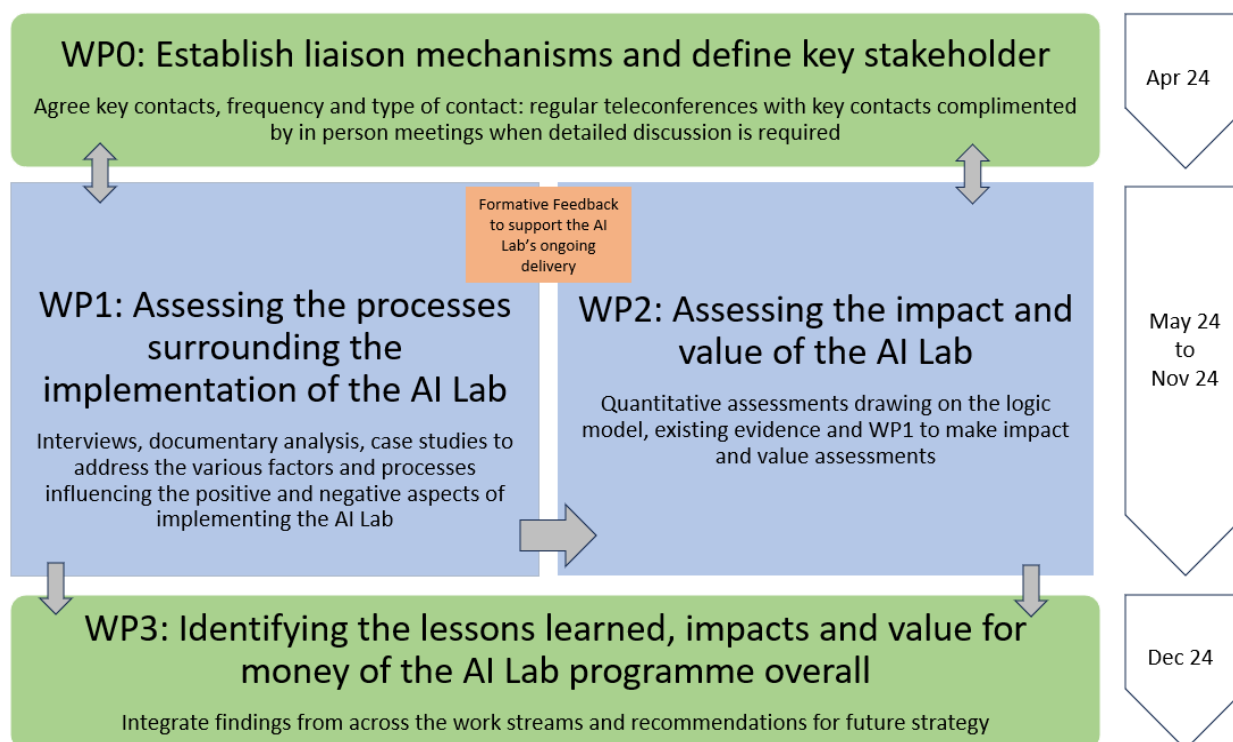 WP0: Establish liaison mechanisms and define key stakeholder
Agree key contacts, frequency and type of contact: regular teleconferences with key contacts complimented
by in person meetings when detailed discussion is required
Apr 24
Formative Feedback
to support the AI
Lab's ongoing
delivery
WP1: Assessing the processes
surrounding the
implementation of the AI Lab
Interviews, documentary analysis, case studies to
address the various factors and processes
influencing the positive and negative aspects of
implementing the AI Lab
WP2: Assessing the impact and
value of the AI Lab
Quantitative assessments drawing on the logic
model, existing evidence and WP1 to make impact
and value assessments
May 24
to
Nov 24
WP3: Identifying the lessons learned, impacts and value for
money of the AI Lab programme overall
Integrate findings from across the work streams and recommendations for future strategy
Dec 24